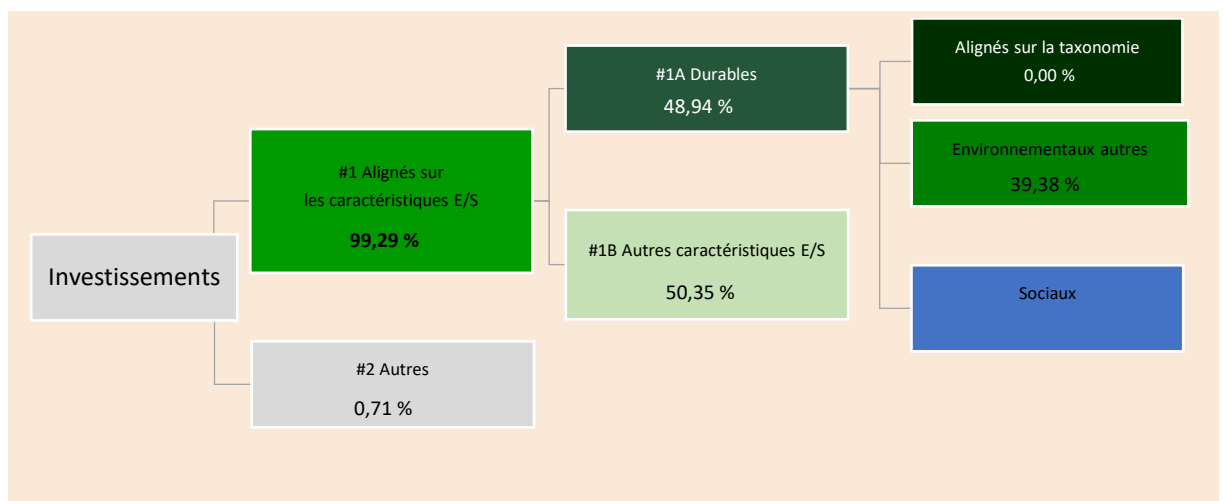 Investissements
#1 Alignés sur
les caractéristiques E/S
99,29 %
#2 Autres
0,71 %
#1A Durables
48,94 %
#1B Autres caractéristiques E/S
50,35 %
Alignés sur la taxonomie
0,00 %
Environnementaux autres
39,38 %
Sociaux